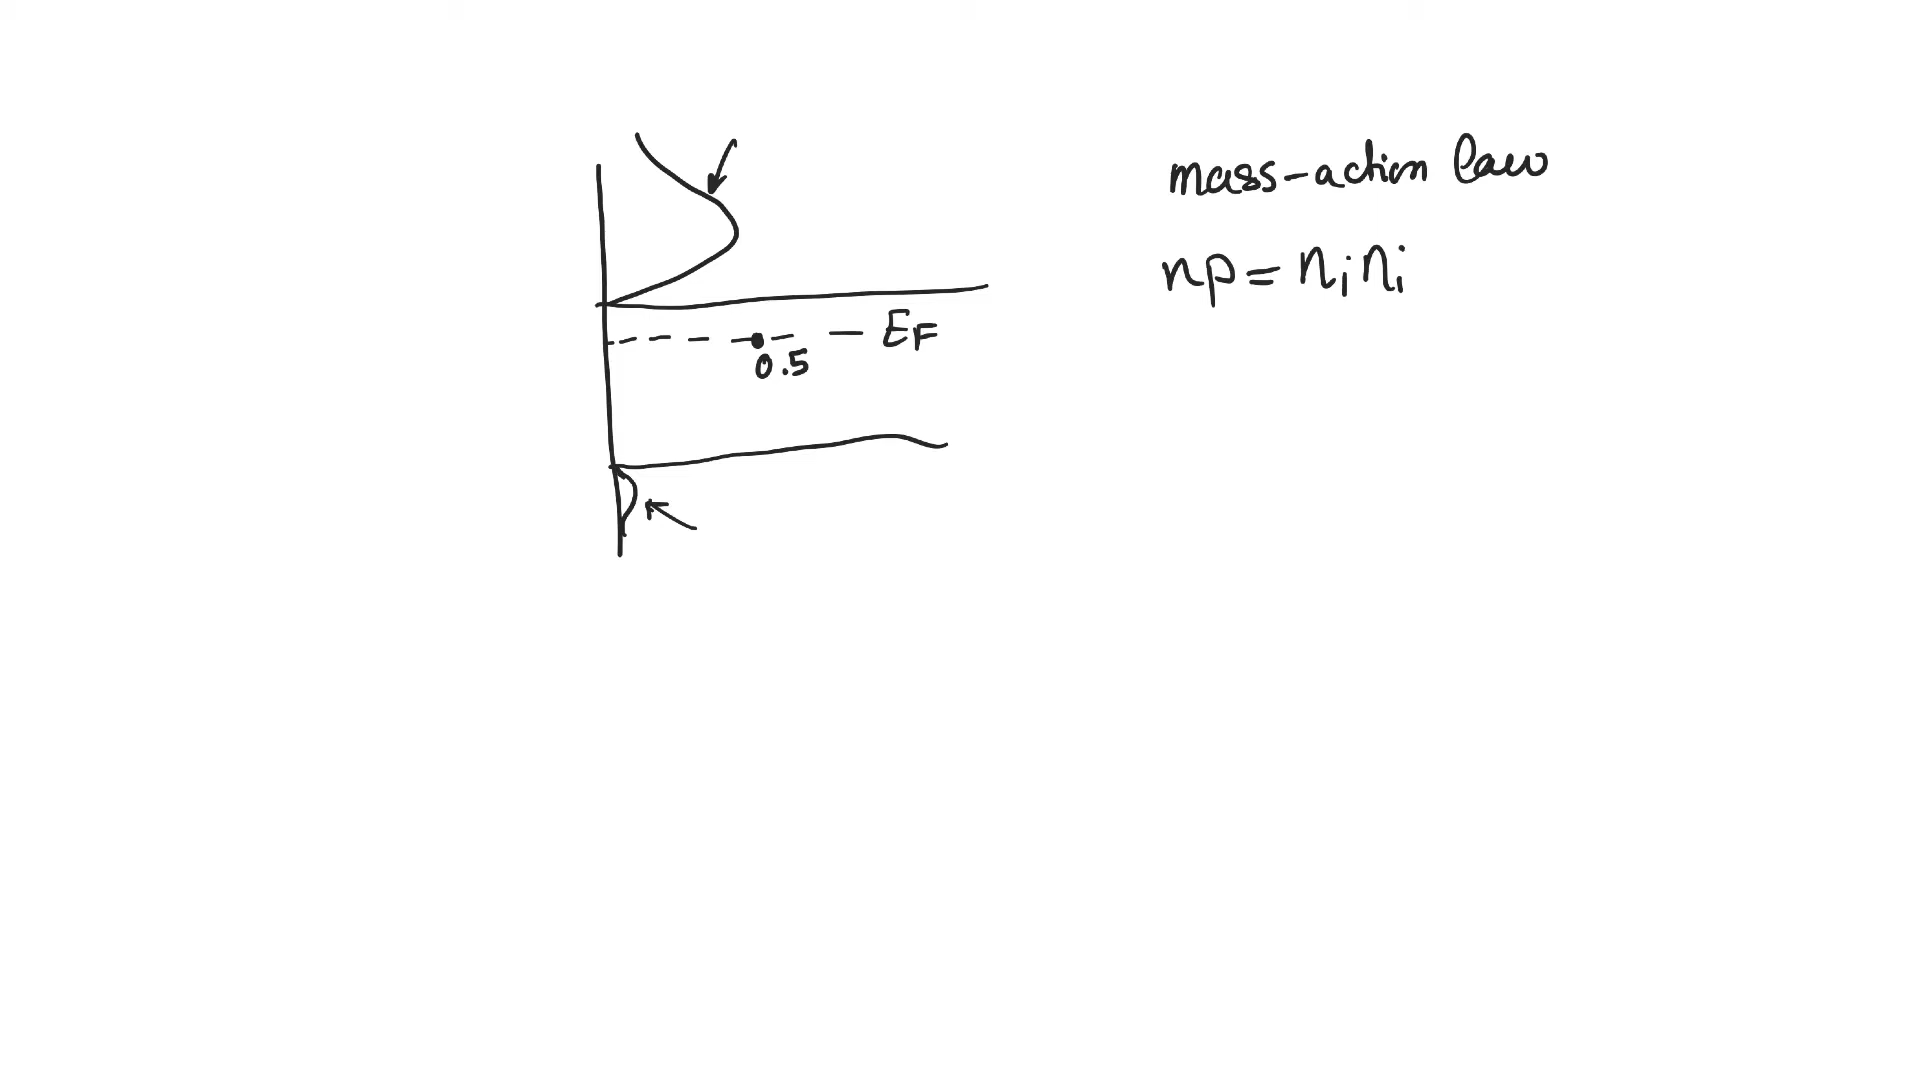 mass-action law
np = nᵢnᵢ
— EF
0.5